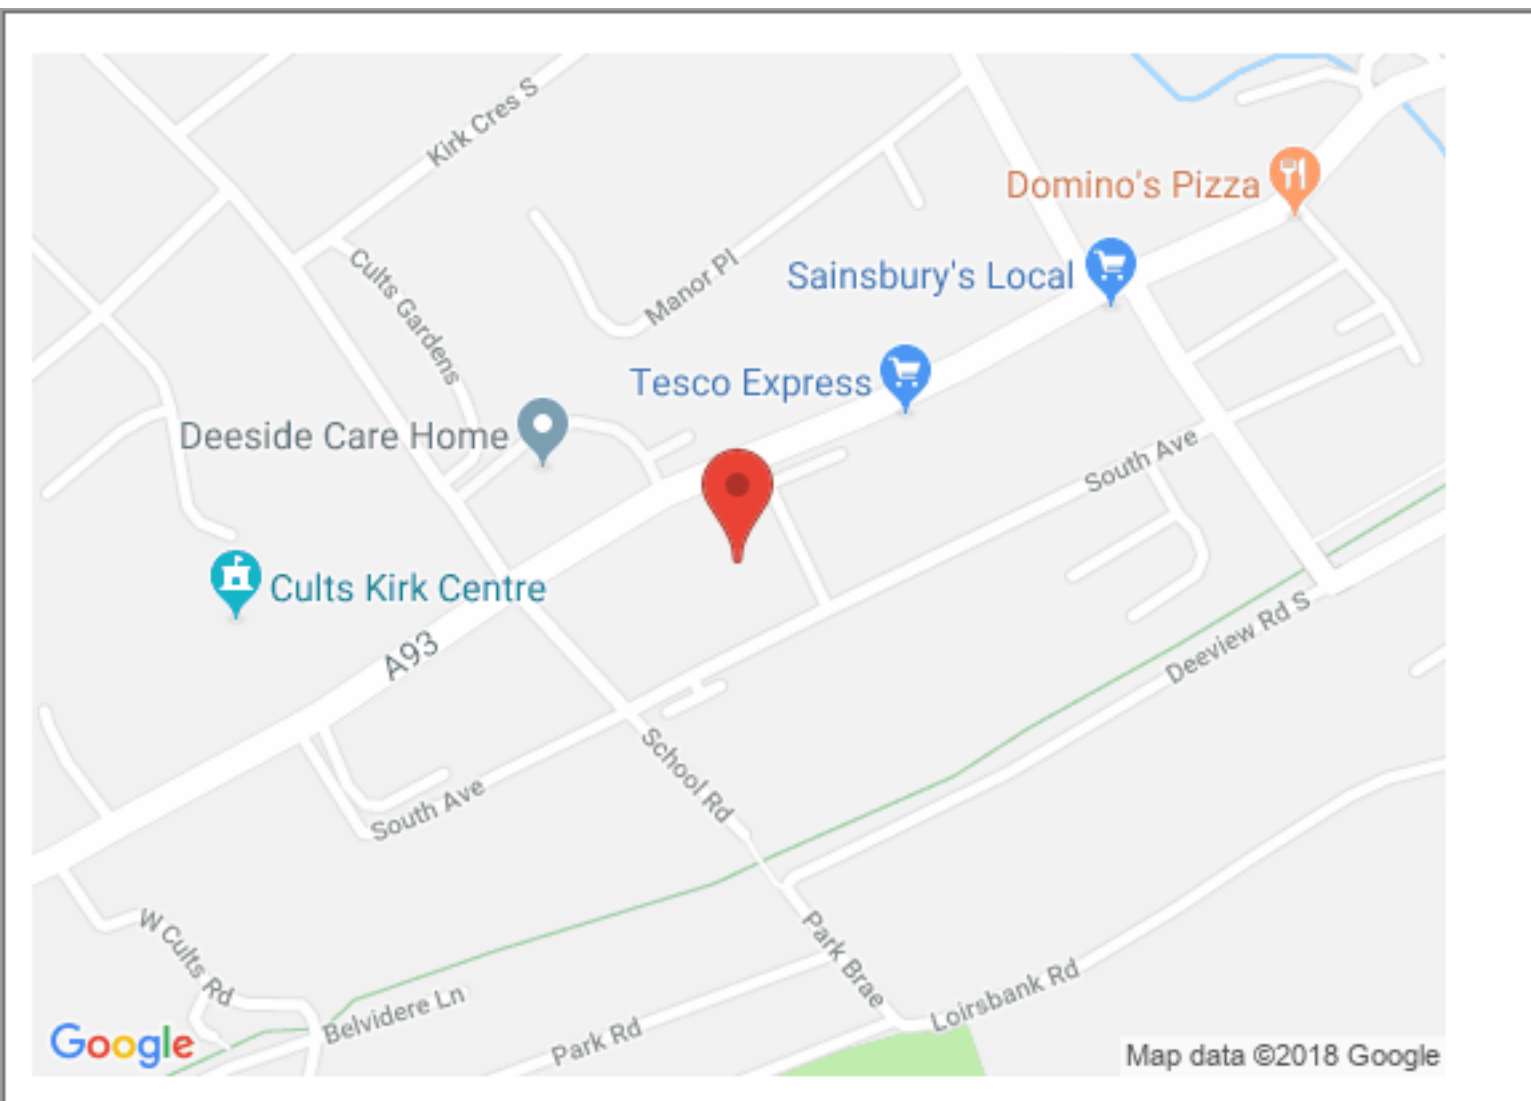 Kirk Cres S
Domino's Pizza
Cults Gardens
Manor Pl
Sainsbury's Local
Tesco Express
Deeside Care Home
South Ave
Cults Kirk Centre
A93
Deeview Rd S
School Rd
South Ave
W Cults Rd
Park Brae
Belvidere Ln
Loirsbank Rd
Park Rd
Google
Map data ©2018 Google